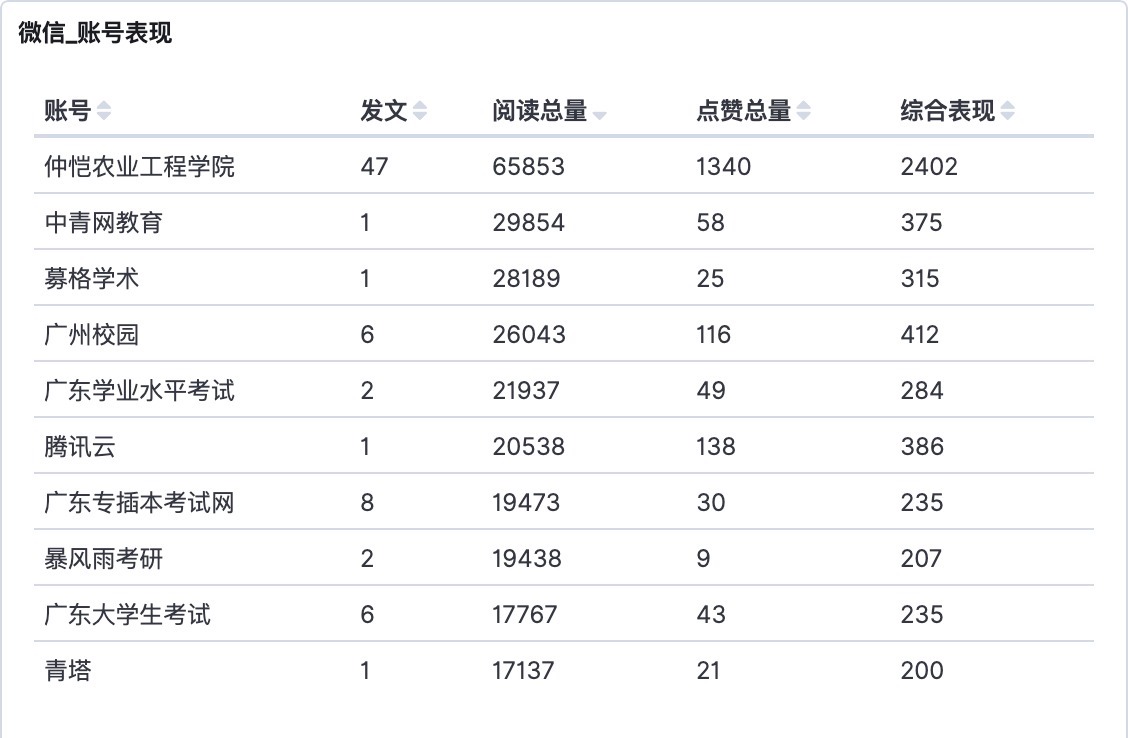 微信_账号表现
账号 发文 阅读总量 点赞总量 综合表现
仲恺农业工程学院 47 65853 1340 2402
中青网教育 1 29854 58 375
募格学术 1 28189 25 315
广州校园 6 26043 116 412
广东学业水平考试 2 21937 49 284
腾讯云 1 20538 138 386
广东专插本考试网 8 19473 30 235
暴风雨考研 2 19438 9 207
广东大学生考试 6 17767 43 235
青塔 1 17137 21 200